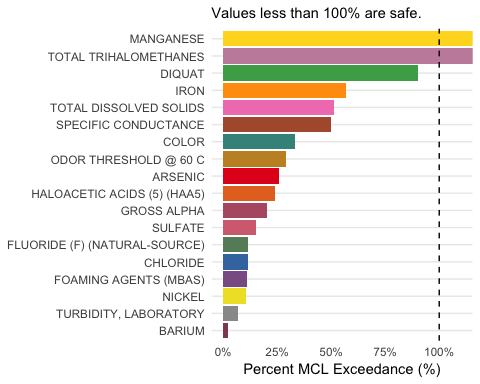 Values less than 100% are safe.
MANGANESE
TOTAL TRIHALOMETHANES
DIQUAT
IRON
TOTAL DISSOLVED SOLIDS
SPECIFIC CONDUCTANCE
COLOR
ODOR THRESHOLD @ 60 C
ARSENIC
HALOACETIC ACIDS (5) (HAA5)
GROSS ALPHA
SULFATE
FLUORIDE (F) (NATURAL-SOURCE)
CHLORIDE
FOAMING AGENTS (MBAS)
NICKEL
TURBIDITY, LABORATORY
BARIUM
0% 25% 50% 75% 100%
Percent MCL Exceedance (%)